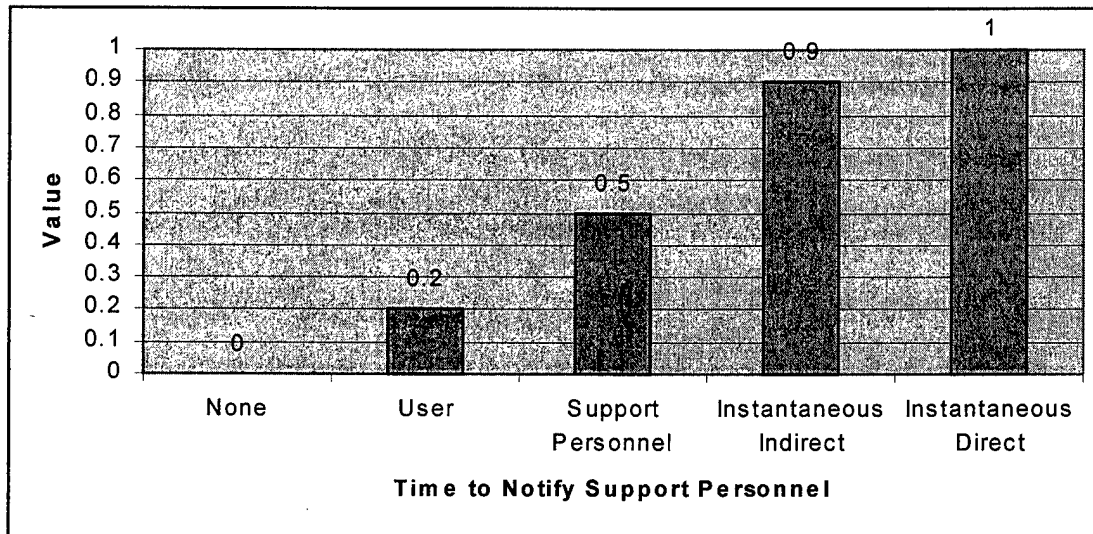 1
1
0.9
0.9
0.8
0.7
0.6
0.5
0.5
0.4
0.3
0.2
0.2
0.1
0
0
None
User
Support
Personnel
Instantaneous
Indirect
Instantaneous
Direct
Value
Time to Notify Support Personnel